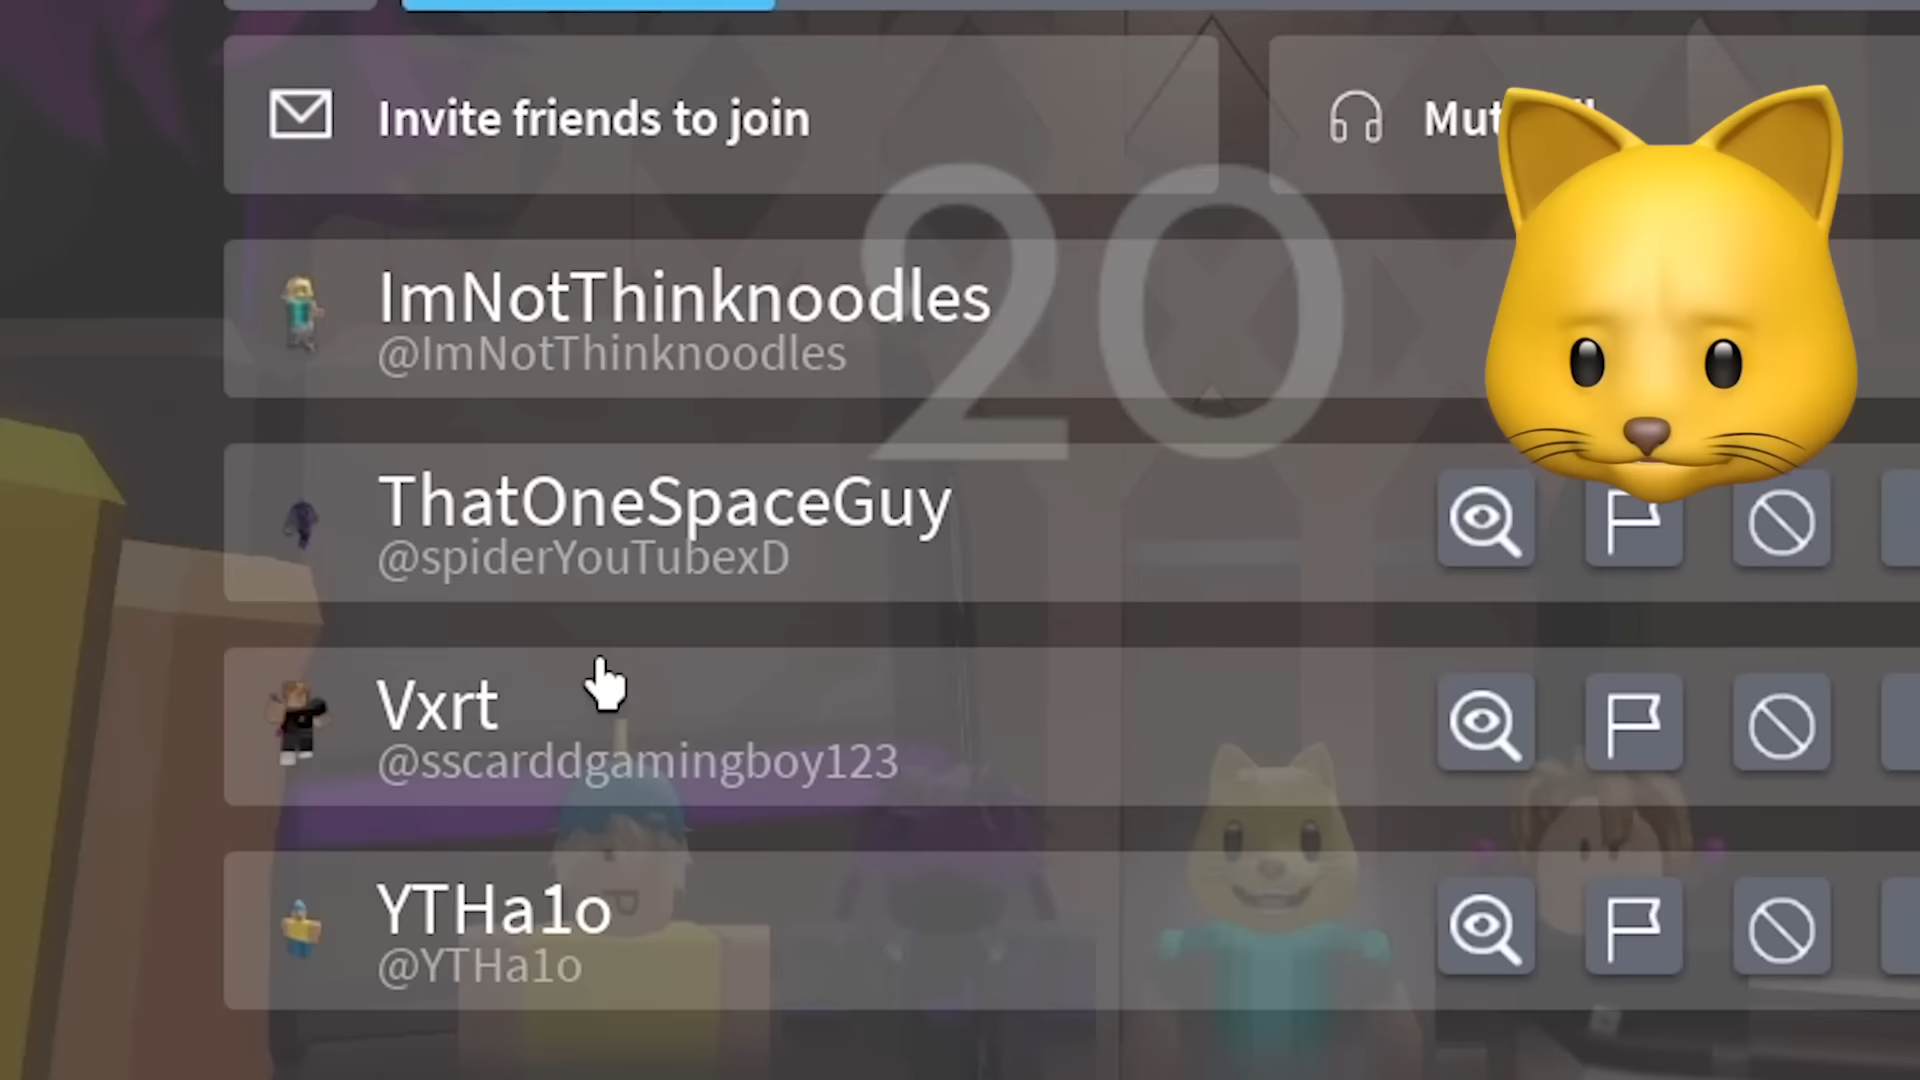 Invite friends to join
Mut
20
ImNotThinknoodles
@ImNotThinknoodles
ThatOneSpaceGuy
@spiderYouTubexD
Vxrt
@sscarddgamingboy123
YTHa1o
@YTHa1o